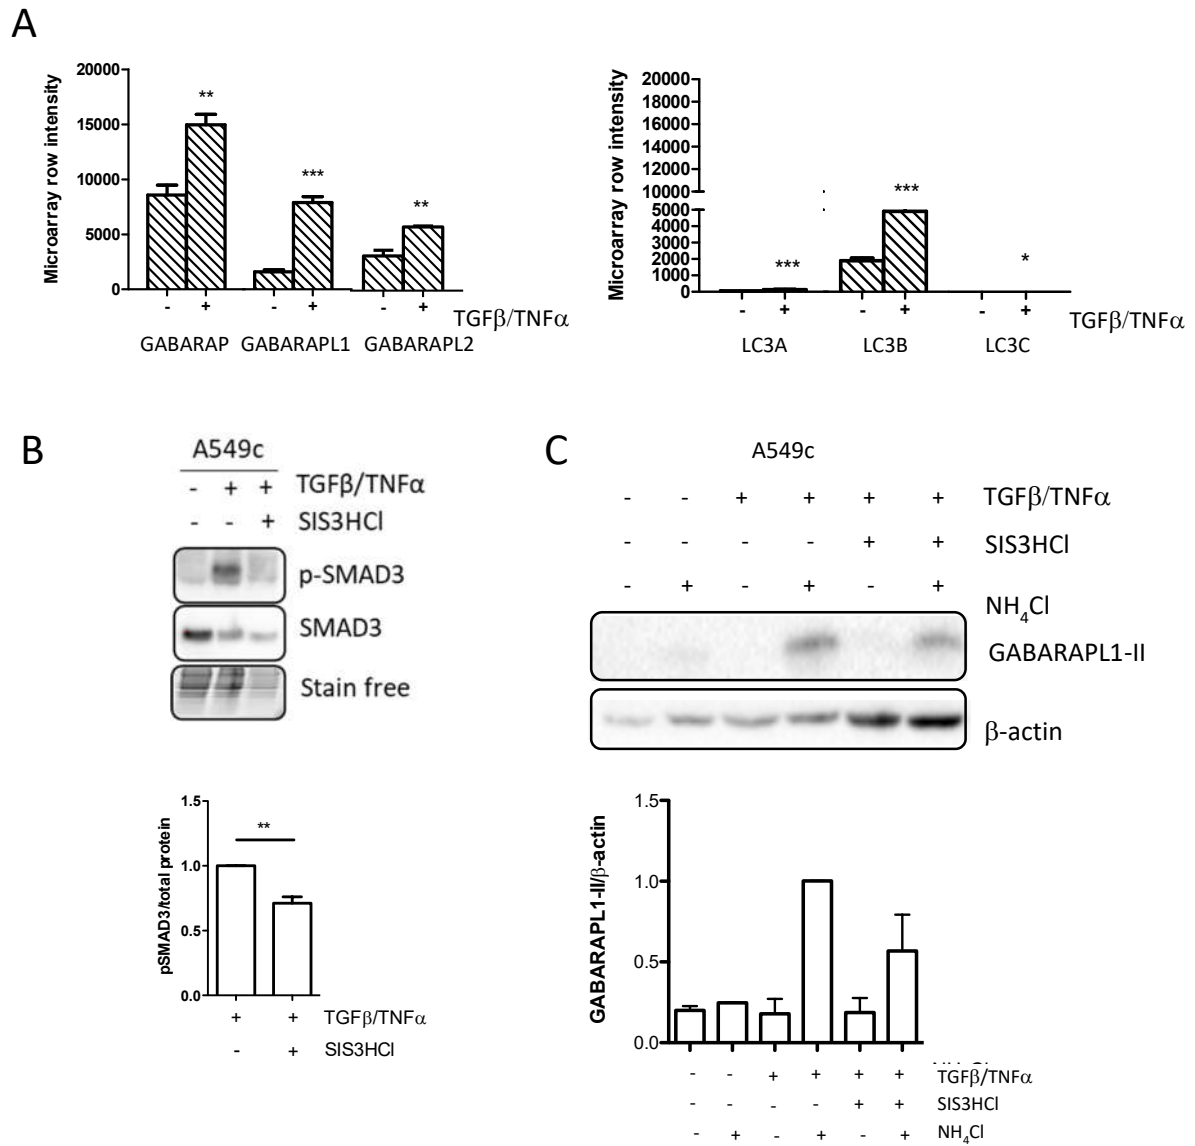 A
Microarray row intensity
20000
15000
10000
5000
0
** *** **
- + - + - + TGFβ/TNFα
GABARAP GABARAPL1 GABARAPL2
Microarray row intensity
20000
18000
16000
14000
12000
10000
5000
4000
3000
2000
1000
0
*** *** *
- + - + - + TGFβ/TNFα
LC3A LC3B LC3C
B
A549c
- + + TGFβ/TNFα
- - + SIS3HCl
p-SMAD3
SMAD3
Stain free
pSMAD3/total protein
1.5
1.0
0.5
0.0
**
+ + TGFβ/TNFα
- + SIS3HCl
C
A549c
- - + + + + TGFβ/TNFα
- - - - + + SIS3HCl
- + - + - + NH4Cl
GABARAPL1-II
β-actin
GABARAPL1-II/β-actin
1.5
1.0
0.5
0.0
- - + + + + TGFβ/TNFα
- - - - + + SIS3HCl
- + - + - + NH4Cl